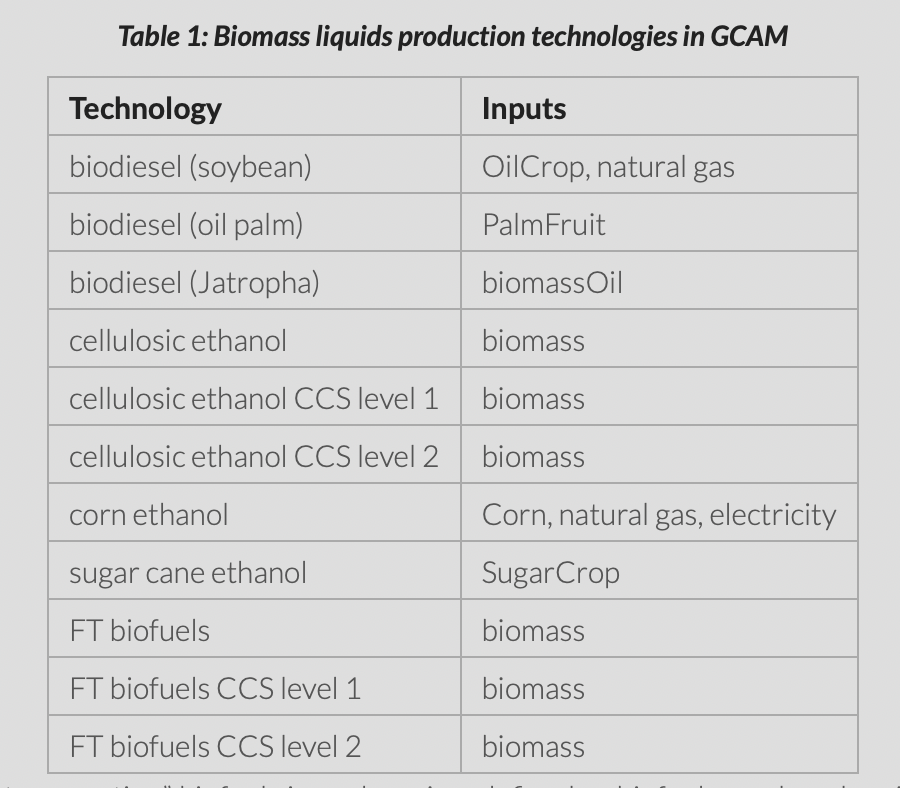 Table 1: Biomass liquids production technologies in GCAM
Technology Inputs
biodiesel (soybean) OilCrop, natural gas
biodiesel (oil palm) PalmFruit
biodiesel (Jatropha) biomassOil
cellulosic ethanol biomass
cellulosic ethanol CCS level 1 biomass
cellulosic ethanol CCS level 2 biomass
corn ethanol Corn, natural gas, electricity
sugar cane ethanol SugarCrop
FT biofuels biomass
FT biofuels CCS level 1 biomass
FT biofuels CCS level 2 biomass